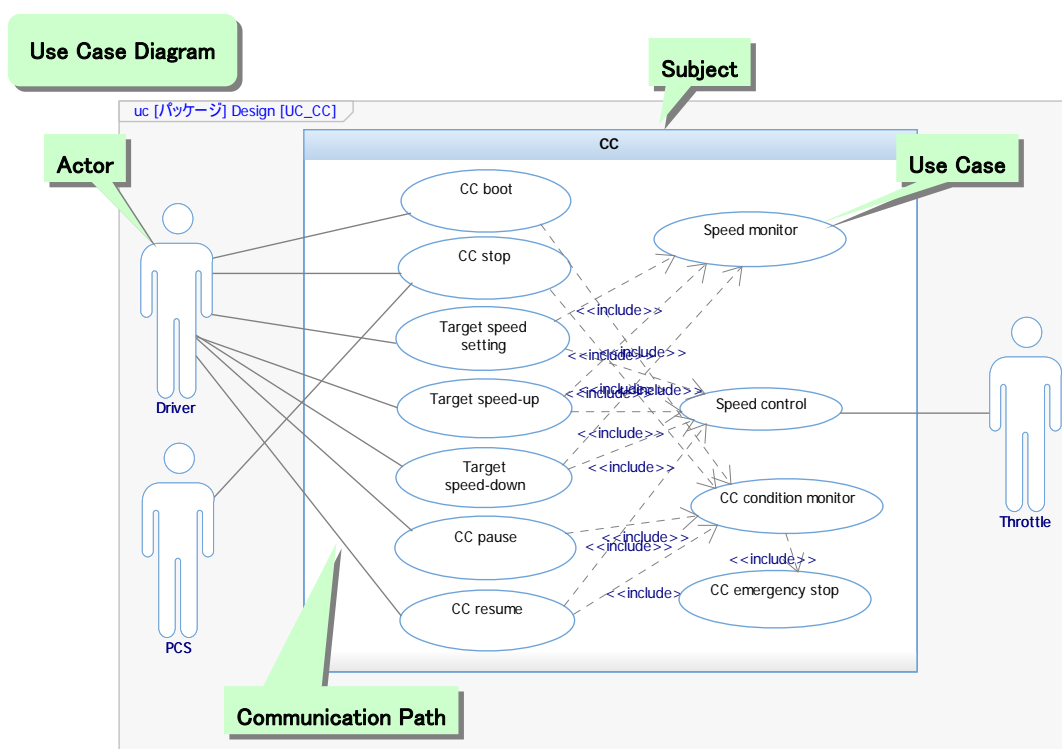 Use Case Diagram
Subject
uc [パッケージ] Design [UC_CC]
CC
Actor
Use Case
CC boot
Speed monitor
CC stop
<<include>>
Target speed
setting
<<include>>
<<include>>
<<include>>
<<include>>
<<include>>
Target speed-up
Speed control
Driver
<<include>>
Target
speed-down
<<include>>
CC condition monitor
Throttle
CC pause
<<include>>
<<include>>
<<include>>
CC emergency stop
<<include>
CC resume
PCS
Communication Path